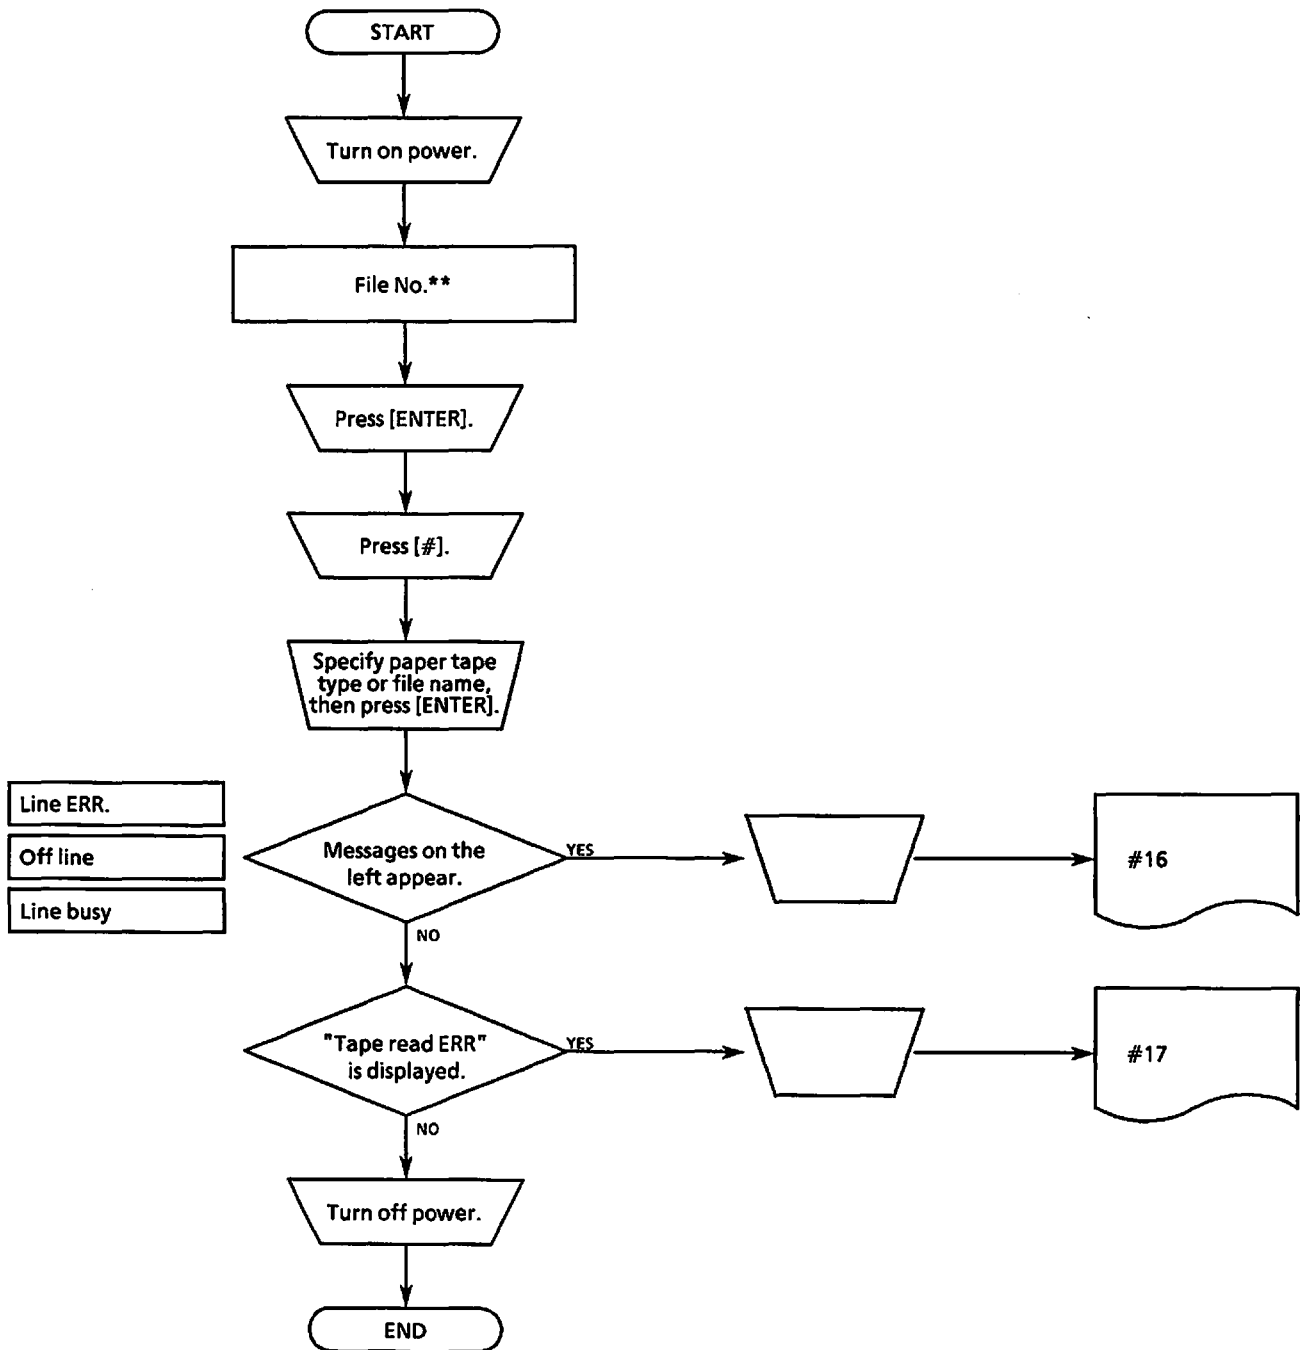 START
Turn on power.
File No.**
Press [ENTER].
Press [#].
Specify paper tape
type or file name,
then press [ENTER].
Line ERR.
Off line
Line busy
Messages on the
left appear.
YES
#16
NO
"Tape read ERR"
is displayed.
YES
#17
NO
Turn off power.
END